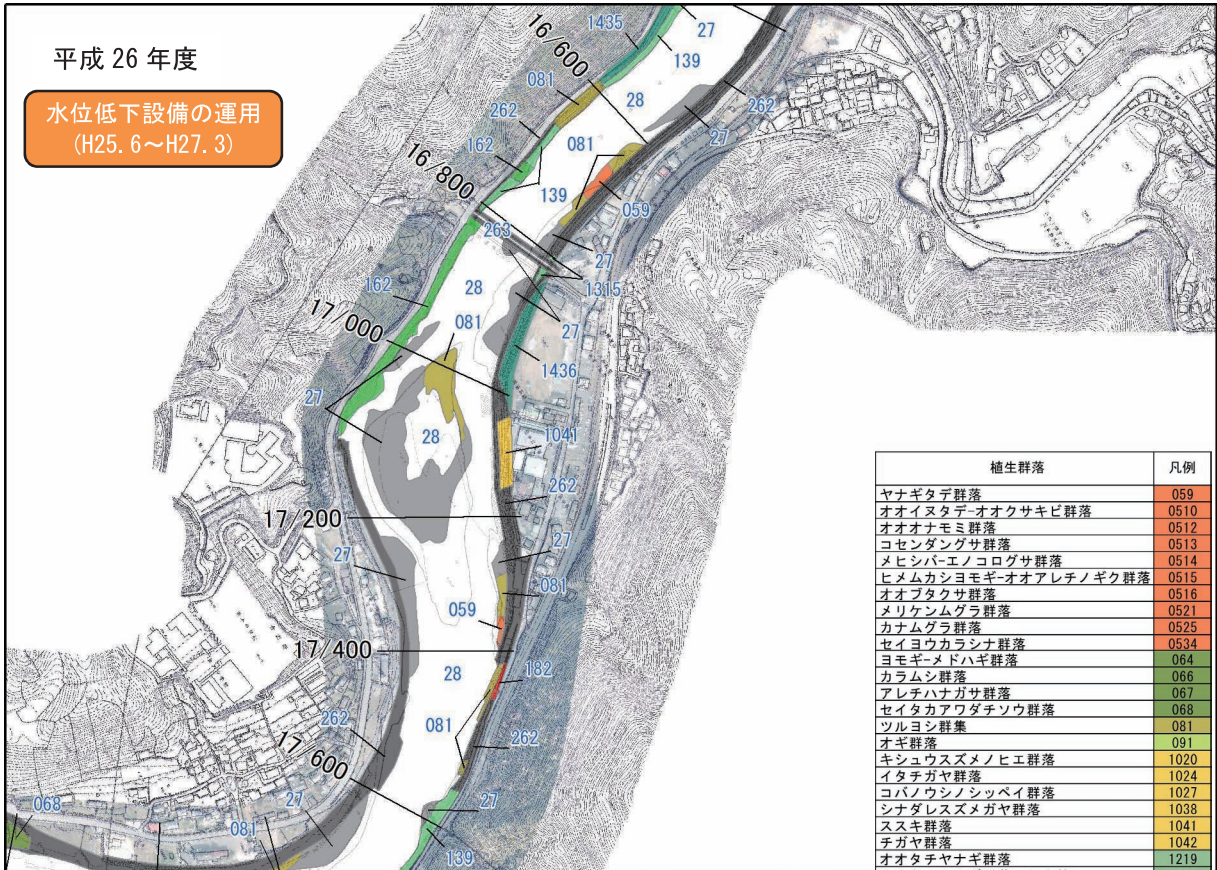 平成 26 年度
水位低下設備の運用
(H25.6～H27.3)
1435
27
139
16/600
081
28
262
262
27
162
081
16/800
139
059
263
27
1315
162
28
081
27
17/000
1436
27
28
1041
262
17/200
27
27
081
059
17/400
28
182
081
262
262
17/600
27
27
068
081
139
植生群落 凡例
ヤナギタデ群落 059
オオイヌタデ-オオクサキビ群落 0510
オオオナモミ群落 0512
コセンダングサ群落 0513
メヒシバ-エノコログサ群落 0514
ヒメムカシヨモギ-オオアレチノギク群落 0515
オオブタクサ群落 0516
メリケンムグラ群落 0521
カナムグラ群落 0525
セイヨウカラシナ群落 0534
ヨモギ-メドハギ群落 064
カラムシ群落 066
アレチハナガサ群落 067
セイタカアワダチソウ群落 068
ツルヨシ群集 081
オギ群落 091
キシュウスズメノヒエ群落 1020
イタチガヤ群落 1024
コバノウシノシッペイ群落 1027
シナダレスズメガヤ群落 1038
ススキ群落 1041
チガヤ群落 1042
オオタチヤナギ群落 1219